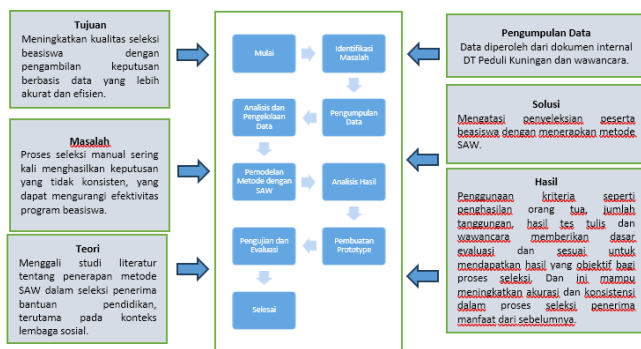 Tujuan
Meningkatkan kualitas seleksi
beasiswa dengan
pengambilan keputusan
berbasis data yang lebih
akurat dan efisien.
Masalah
Proses seleksi manual sering
kali menghasilkan keputusan
yang tidak konsisten, yang
dapat mengurangi efektivitas
program beasiswa.
Teori
Menggali studi literatur
tentang penerapan metode
SAW dalam seleksi penerima
bantuan pendidikan,
terutama pada konteks
lembaga sosial.
Mulai
Identifikasi
Masalah
Analisis dan
Pengelolaan
Data
Pengumpulan
Data
Pemodelan
Metode dengan
SAW
Analisis Hasil
Pengujian dan
Evaluasi
Pembuatan
Prototype
Selesai
Pengumpulan Data
Data diperoleh dari dokumen internal
DT Peduli Kuningan dan wawancara.
Solusi
Mengatasi penyeleksian peserta
beasiswa dengan menerapkan metode
SAW.
Hasil
Penggunaan kriteria seperti
penghasilan orang tua, jumlah
tanggungan, hasil tes tulis dan
wawancara memberikan dasar
evaluasi dan sesuai untuk
mendapatkan hasil yang objektif bagi
proses seleksi. Dan ini mampu
meningkatkan akurasi dan konsistensi
dalam proses seleksi penerima
manfaat dari sebelumnya.